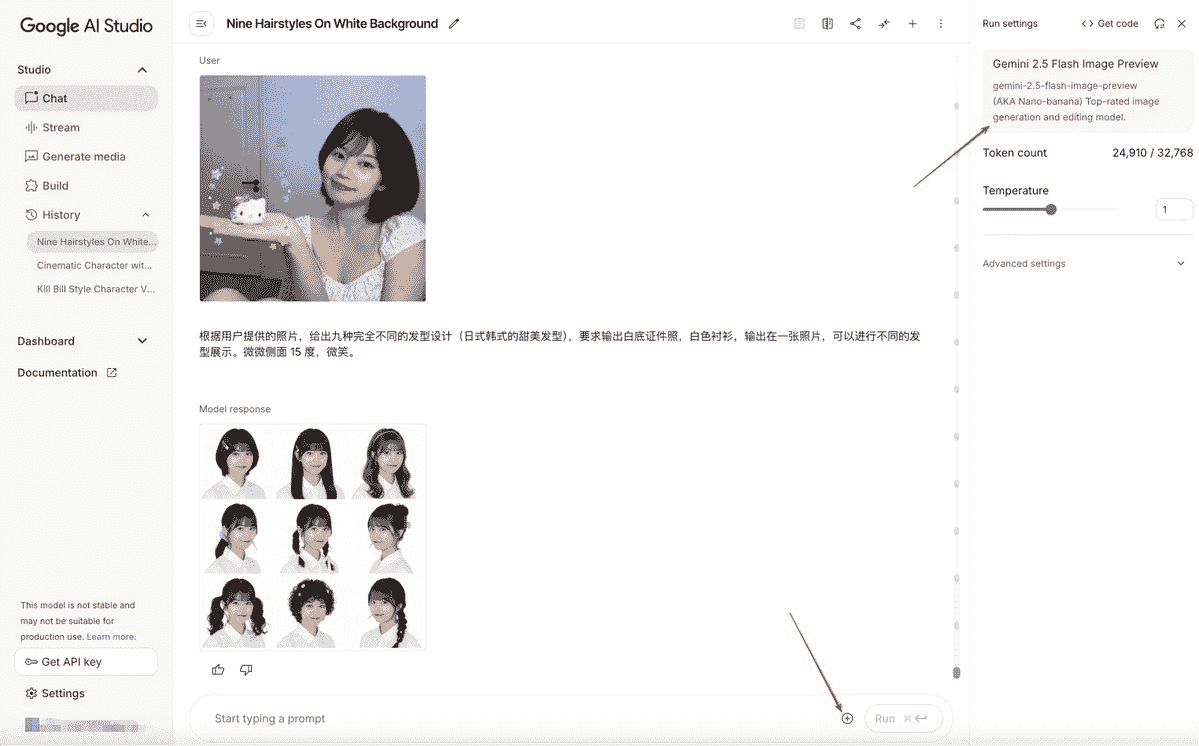 Google AI Studio
Studio
Chat
Stream
Generate media
Build
History
Nine Hairstyles On White...
Cinematic Character wit...
Kill Bill Style Character V...
Dashboard
Documentation
This model is not stable and
may not be suitable for
production use. Learn more.
Get API key
Settings
Nine Hairstyles On White Background
User
根据用户提供的照片，给出九种完全不同的发型设计（日式韩式的甜美发型），要求输出白底证件照，白色衬衫，输出在一张照片，可以进行不同的发
型展示。微微侧面 15 度，微笑。
Model response
Start typing a prompt
Run ⌘ ↵
Run settings
Get code
Gemini 2.5 Flash Image Preview
gemini-2.5-flash-image-preview
(AKA Nano-banana) Top-rated image
generation and editing model.
Token count 24,910 / 32,768
Temperature
1
Advanced settings